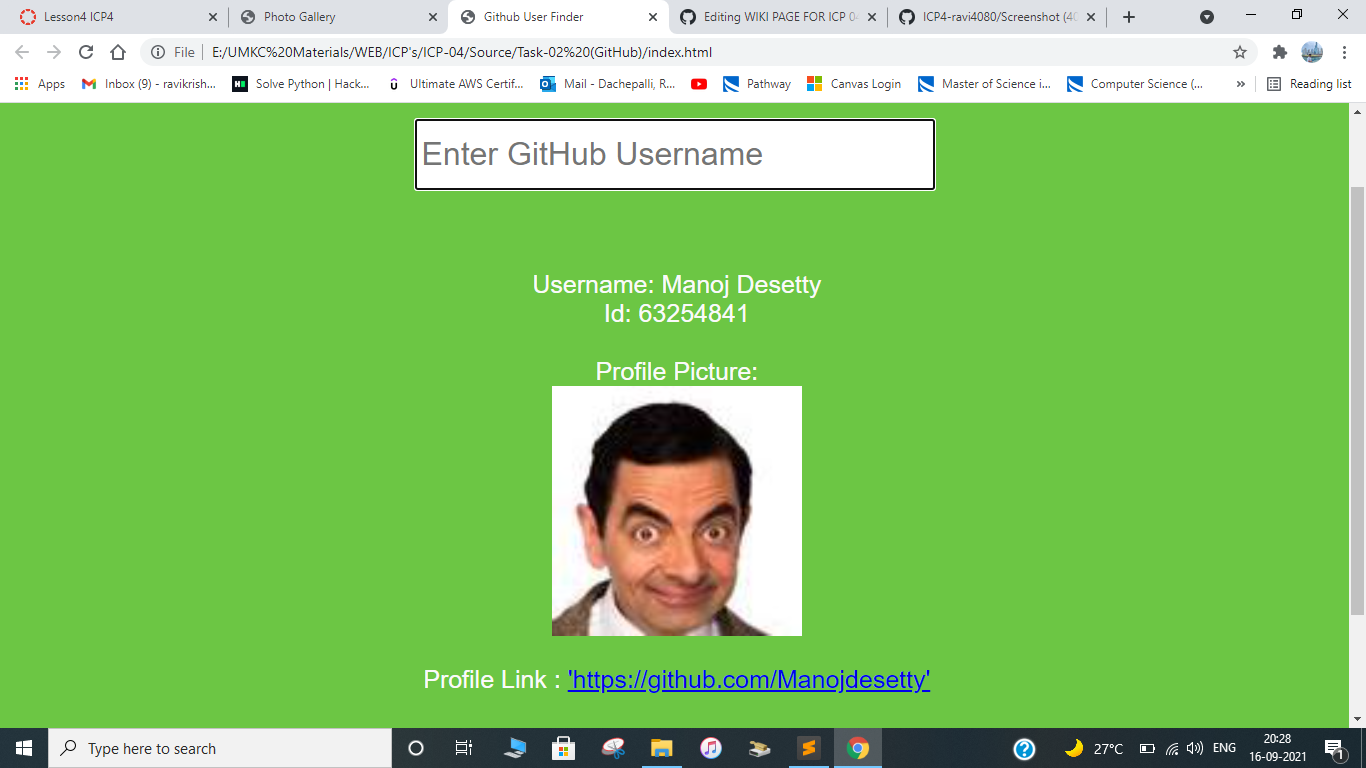 Lesson4 ICP4
Photo Gallery
Github User Finder
Editing WIKI PAGE FOR ICP 04
ICP4-ravi4080/Screenshot (40
File
E:/UMKC%20Materials/WEB/ICP's/ICP-04/Source/Task-02%20(GitHub)/index.html
Apps
Inbox (9) - ravikrish...
Solve Python | Hack...
Ultimate AWS Certif...
Mail - Dachepalli, R...
Pathway
Canvas Login
Master of Science i...
Computer Science (...
»
Reading list
Enter GitHub Username
Username: Manoj Desetty
Id: 63254841
Profile Picture:
Profile Link : 'https://github.com/Manojdesetty'
Type here to search
27°C
ENG
20:28
16-09-2021
1